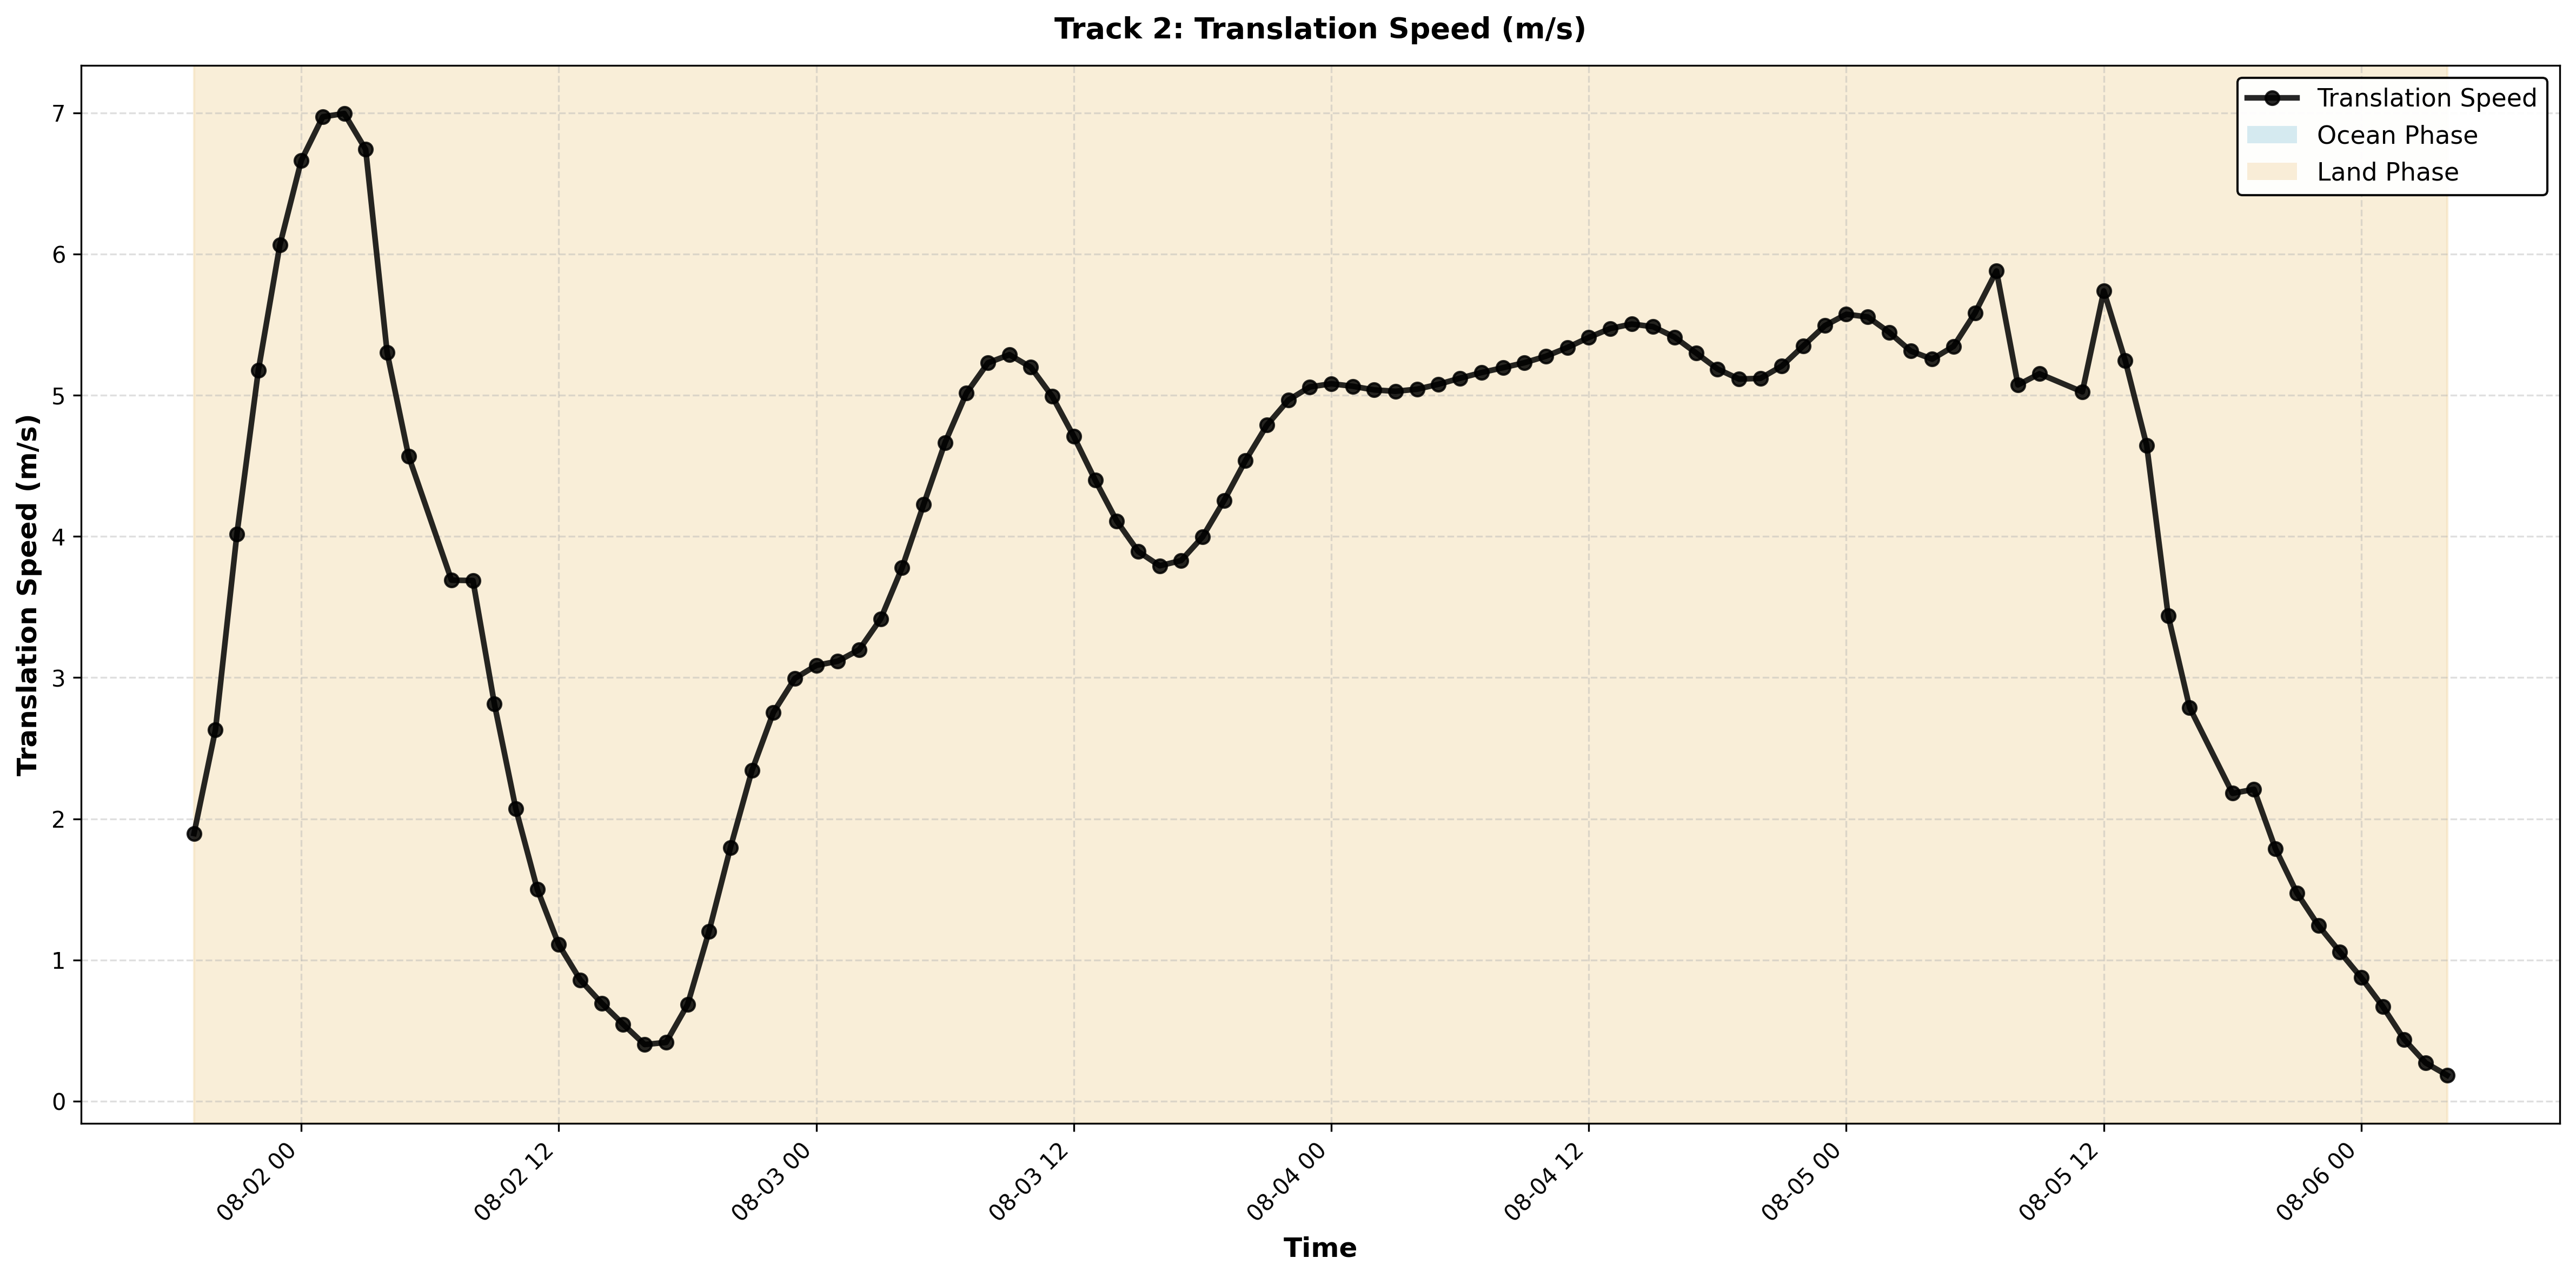 Track 2: Translation Speed (m/s)
Translation Speed
Ocean Phase
Land Phase
Translation Speed (m/s)
7
6
5
4
3
2
1
0
08-02 00
08-02 12
08-03 00
08-03 12
08-04 00
08-04 12
08-05 00
08-05 12
08-06 00
Time